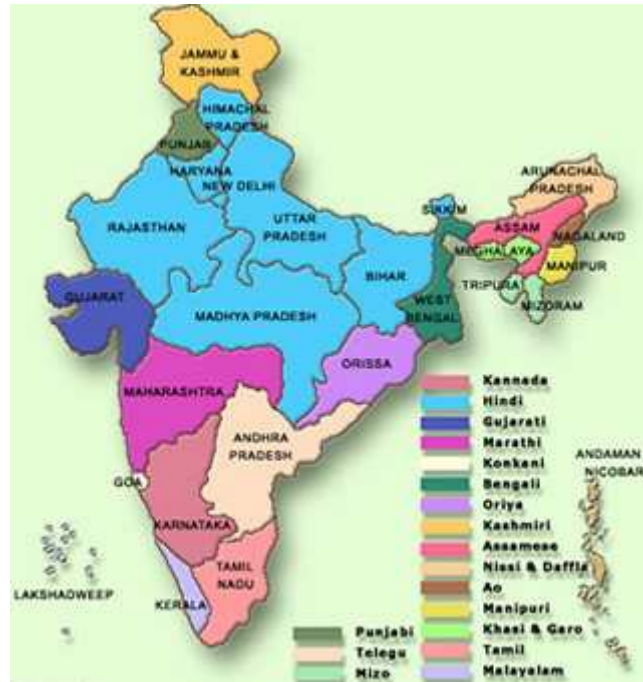 JAMMU &
KASHMIR
HIMACHAL
PRADESH
PUNJAB
HARYANA
NEW DELHI
ARUNACHAL
PRADESH
RAJASTHAN
UTTAR
PRADESH
SIKKIM
ASSAM
NAGALAND
MEGHALAYA
MANIPUR
BIHAR
TRIPURA
MIZORAM
GUJARAT
MADHYA PRADESH
WEST
BENGAL
ORISSA
MAHARASHTRA
ANDHRA
PRADESH
GOA
KARNATAKA
TAMIL
NADU
KERALA
LAKSHADWEEP
ANDAMAN
NICOBAR
Kannada
Hindi
Gujarati
Marathi
Konkani
Bengali
Oriya
Kashmiri
Assamese
Nissi & Daffla
Ao
Manipuri
Khasi & Garo
Tamil
Malayalam
Punjabi
Telegu
Mizo